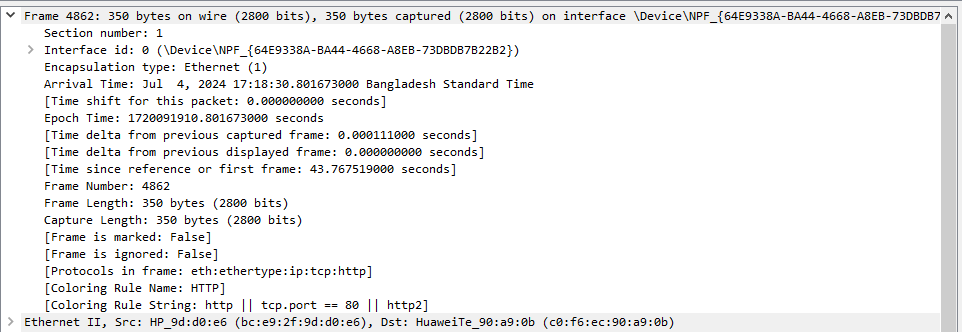 Frame 4862: 350 bytes on wire (2800 bits), 350 bytes captured (2800 bits) on interface \Device\NPF_{64E9338A-BA44-4668-A8EB-73DBDB7
Section number: 1
Interface id: 0 (\Device\NPF_{64E9338A-BA44-4668-A8EB-73DBDB7B22B2})
Encapsulation type: Ethernet (1)
Arrival Time: Jul  4, 2024 17:18:30.801673000 Bangladesh Standard Time
[Time shift for this packet: 0.000000000 seconds]
Epoch Time: 1720091910.801673000 seconds
[Time delta from previous captured frame: 0.000111000 seconds]
[Time delta from previous displayed frame: 0.000000000 seconds]
[Time since reference or first frame: 43.767519000 seconds]
Frame Number: 4862
Frame Length: 350 bytes (2800 bits)
Capture Length: 350 bytes (2800 bits)
[Frame is marked: False]
[Frame is ignored: False]
[Protocols in frame: eth:ethertype:ip:tcp:http]
[Coloring Rule Name: HTTP]
[Coloring Rule String: http || tcp.port == 80 || http2]
Ethernet II, Src: HP_9d:d0:e6 (bc:e9:2f:9d:d0:e6), Dst: HuaweiTe_90:a9:0b (c0:f6:ec:90:a9:0b)